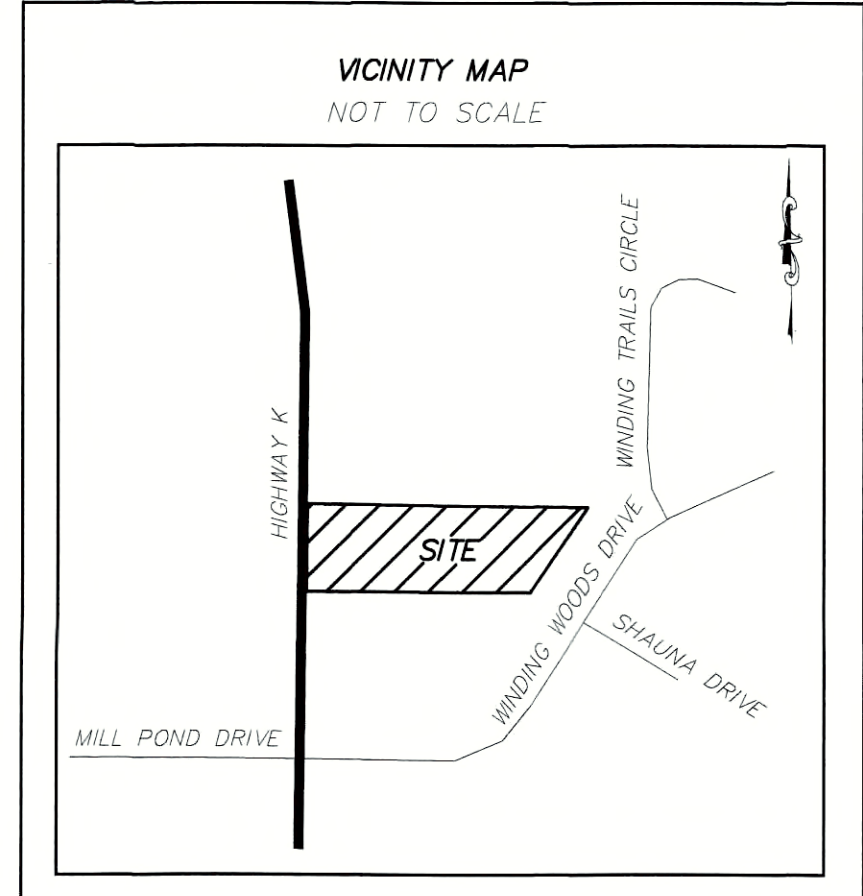 VICINITY MAP
NOT TO SCALE
WINDING TRAILS CIRCLE
HIGHWAY K
SITE
WINDING WOODS DRIVE
SHAUNA DRIVE
MILL POND DRIVE